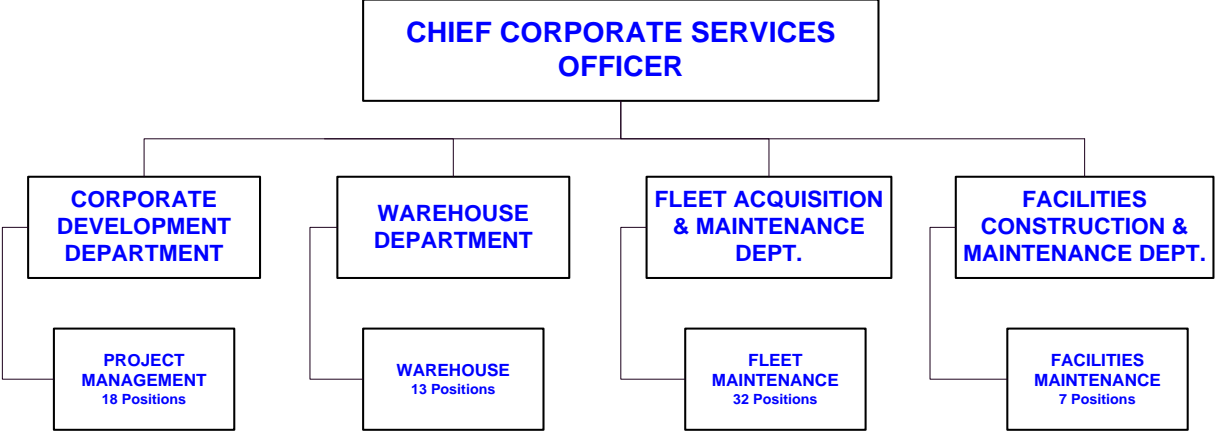 CHIEF CORPORATE SERVICES
OFFICER
CORPORATE
DEVELOPMENT
DEPARTMENT
WAREHOUSE
DEPARTMENT
FLEET ACQUISITION
& MAINTENANCE
DEPT.
FACILITIES
CONSTRUCTION &
MAINTENANCE DEPT.
PROJECT
MANAGEMENT
18 Positions
WAREHOUSE
13 Positions
FLEET
MAINTENANCE
32 Positions
FACILITIES
MAINTENANCE
7 Positions